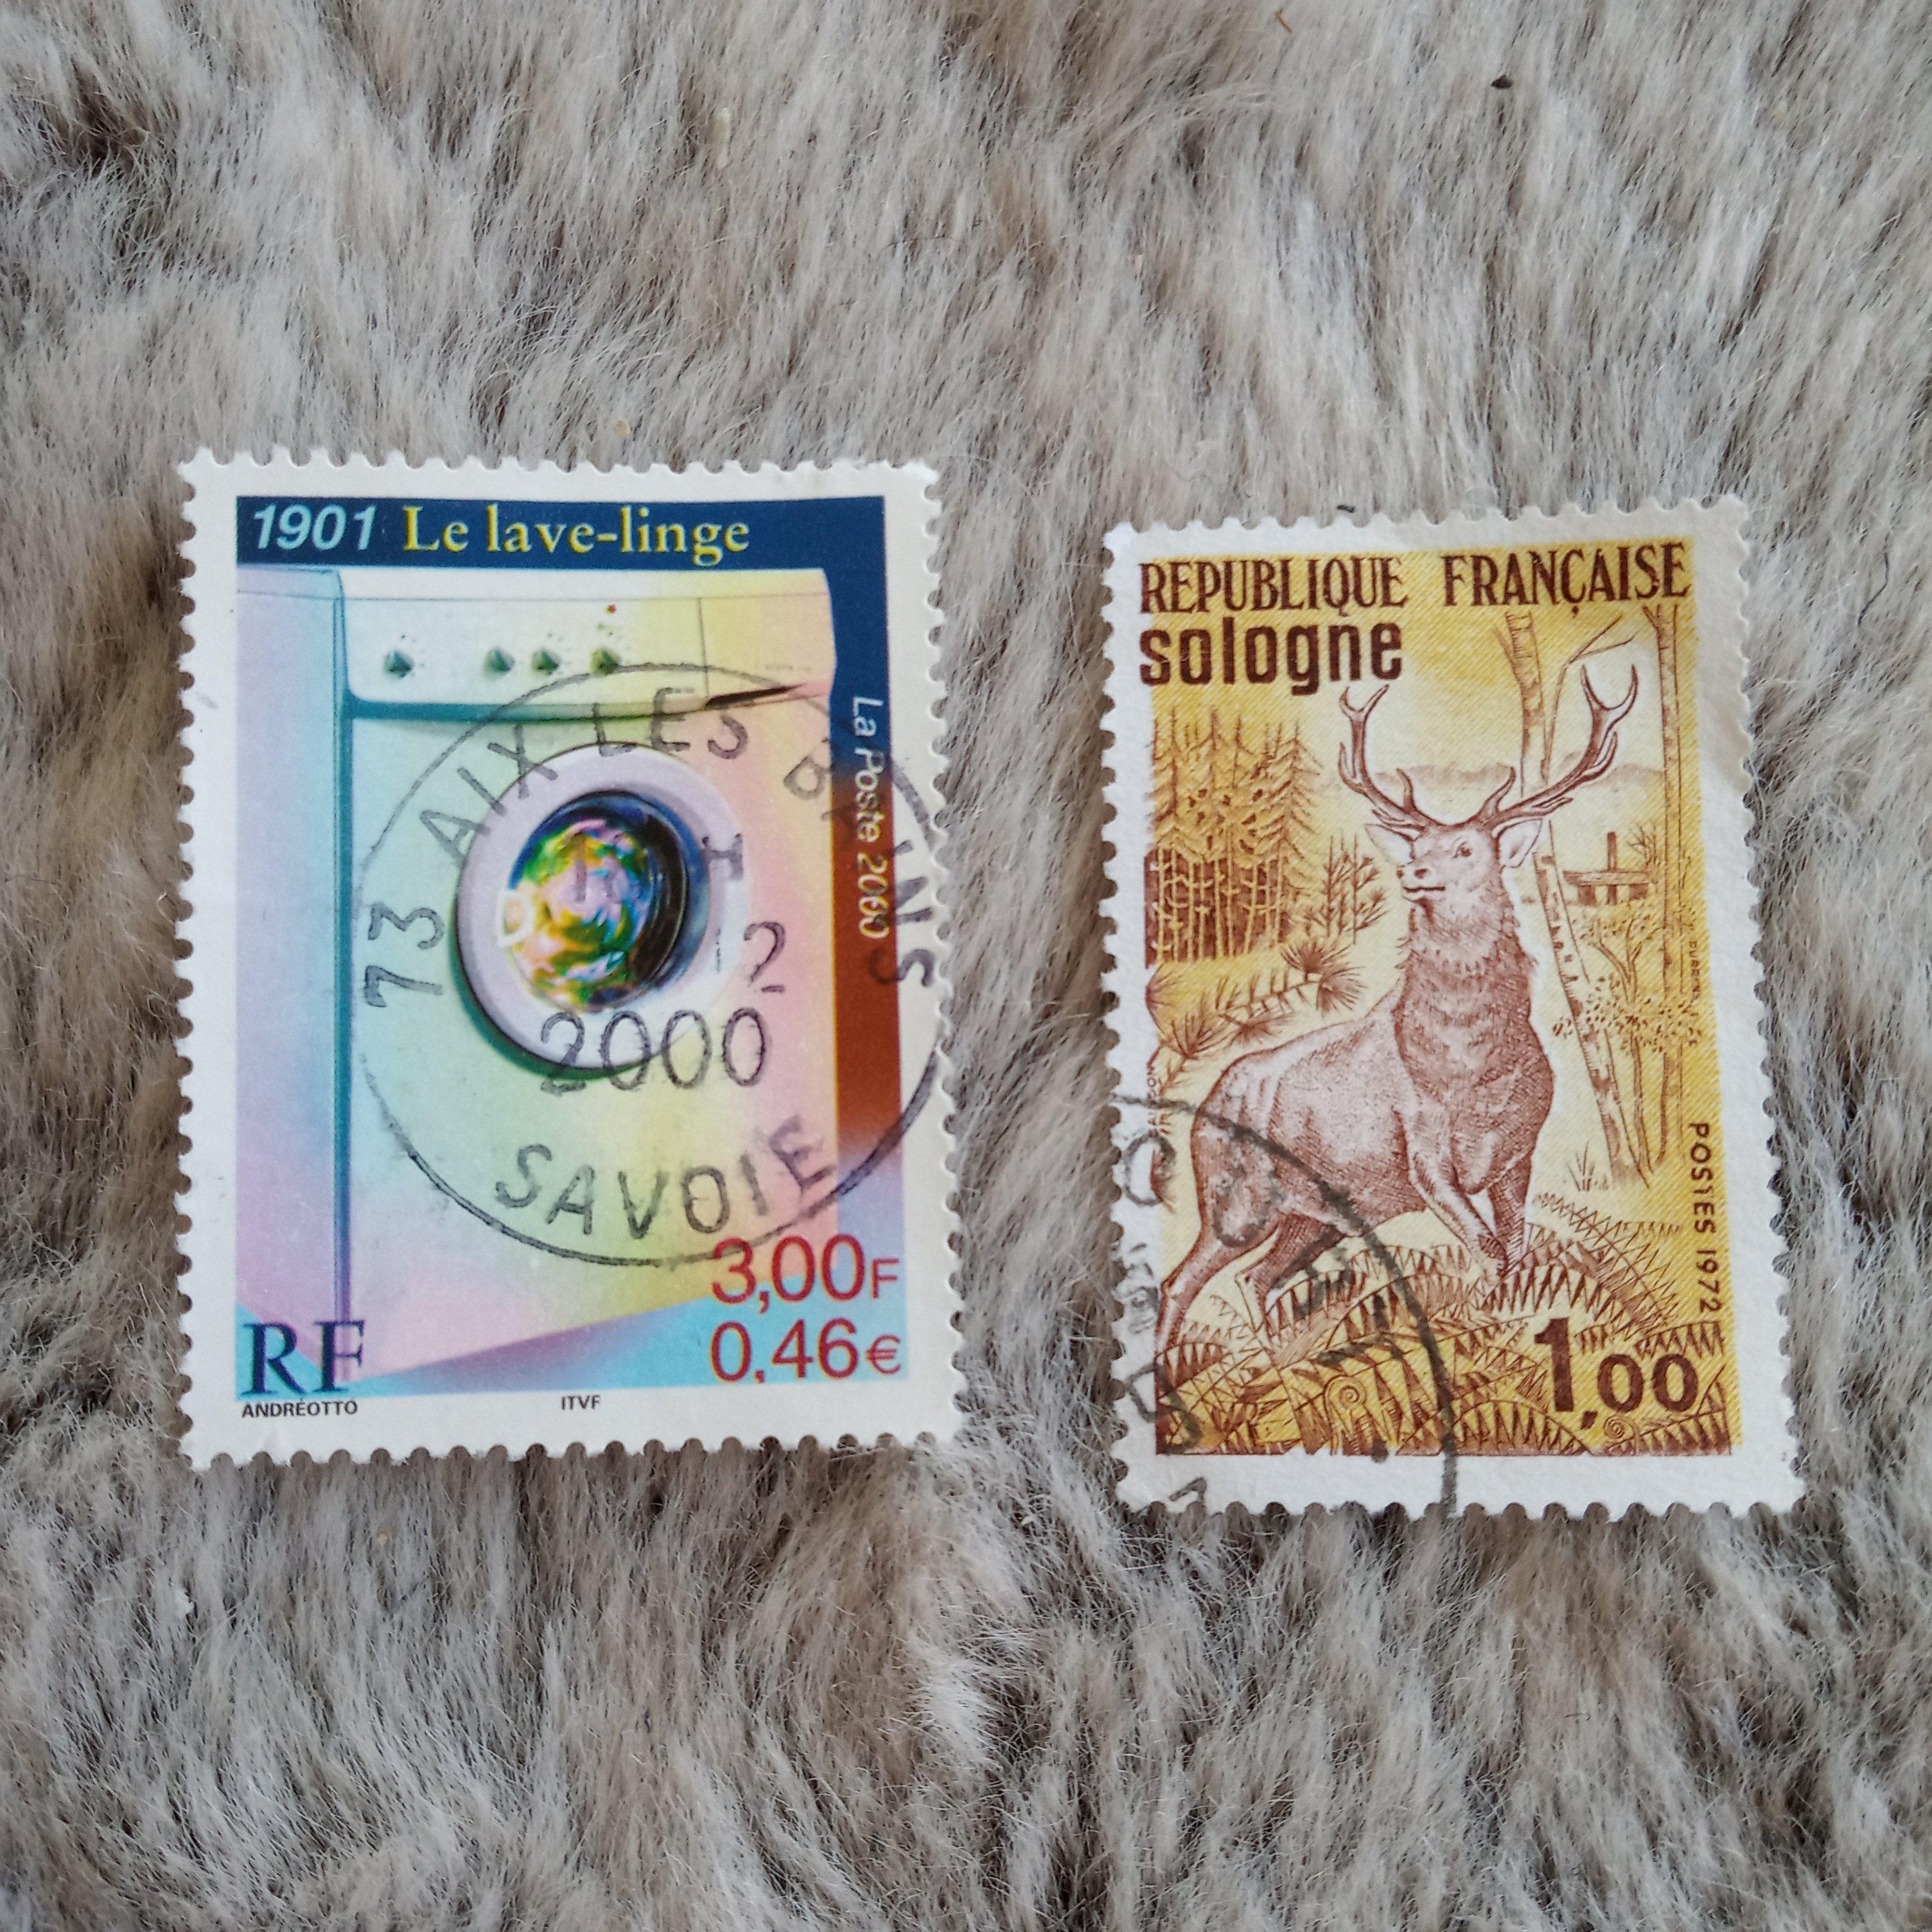 1901 Le lave-linge
La Poste 2000
73 AIX LES BAINS
2000
SAVOIE
3,00F
0,46€
RF
ANDRÉOTTO
ITVF
REPUBLIQUE FRANÇAISE
sologne
POSTES 1972
1,00